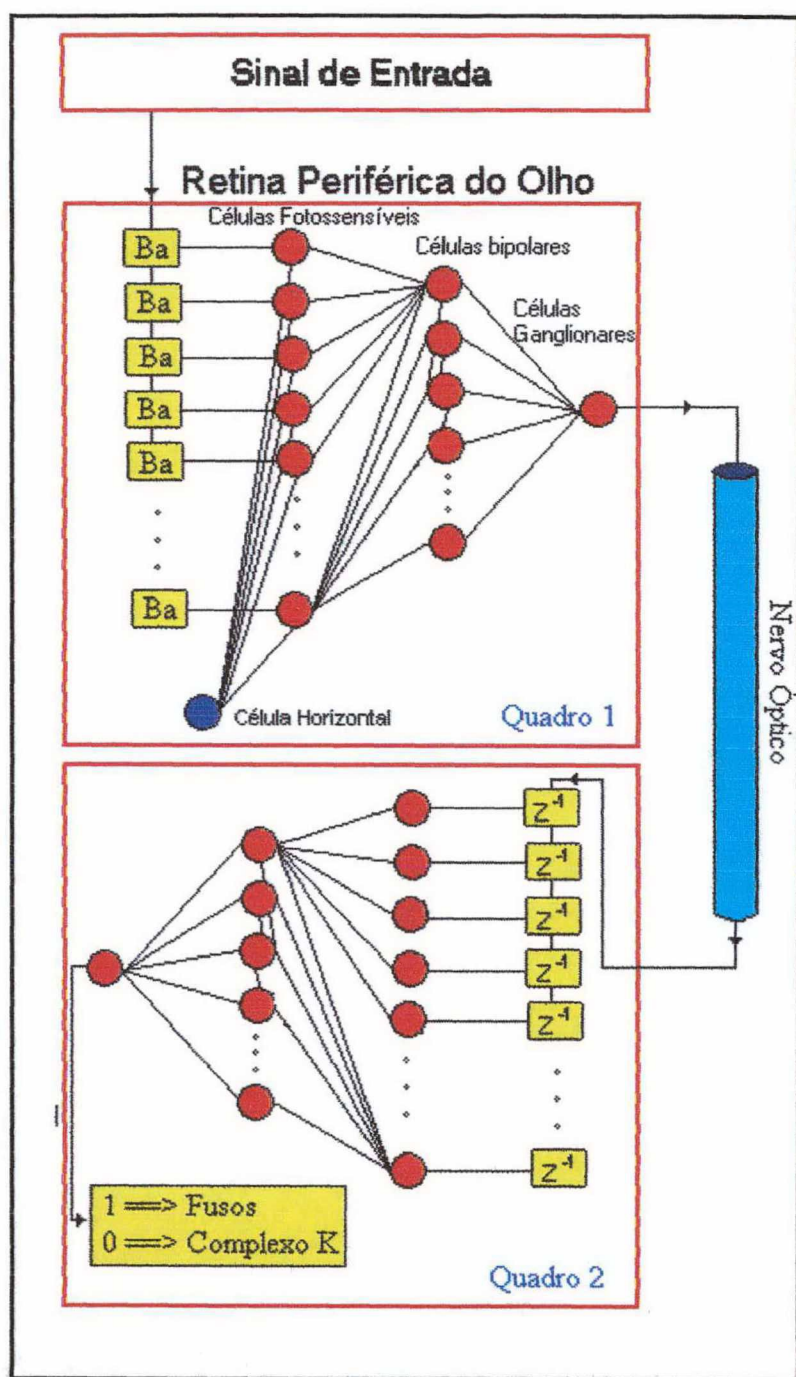 Sinal de Entrada
Retina Periférica do Olho
Células Fotossensíveis
Células bipolares
Células
Ganglionares
Ba
Ba
Ba
Ba
Ba
Ba
Célula Horizontal
Quadro 1
Nervo Óptico
Z⁻¹
Z⁻¹
Z⁻¹
Z⁻¹
Z⁻¹
Z⁻¹
1 ==> Fusos
0 ==> Complexo K
Quadro 2